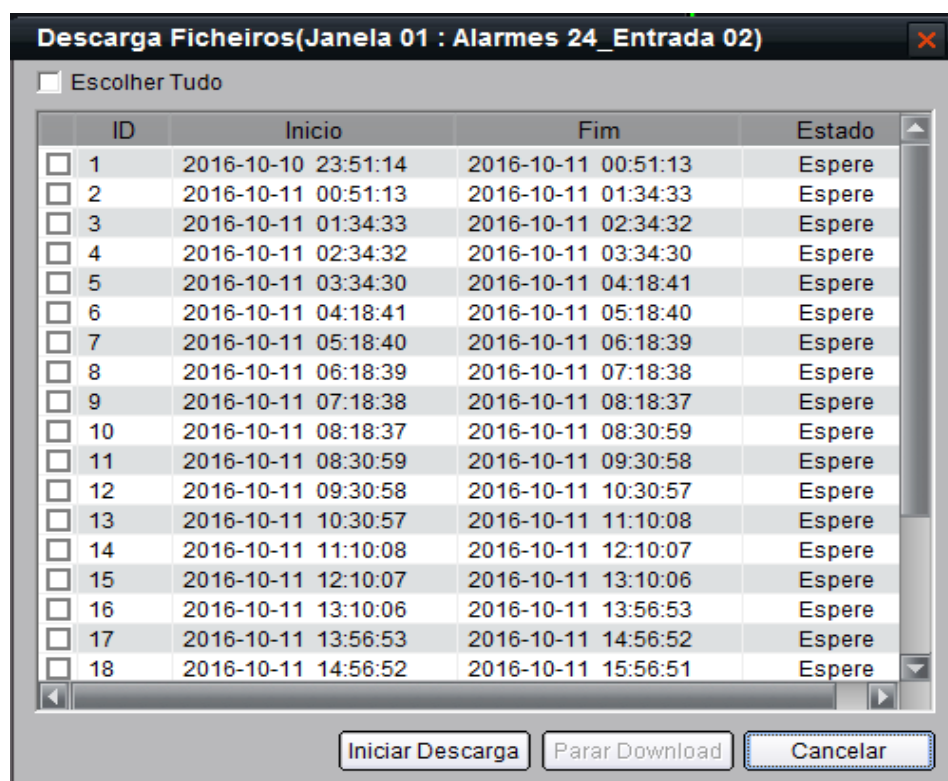 Descarga Ficheiros(Janela 01 : Alarmes 24_Entrada 02)
Escolher Tudo
ID Inicio Fim Estado
1 2016-10-10 23:51:14 2016-10-11 00:51:13 Espere
2 2016-10-11 00:51:13 2016-10-11 01:34:33 Espere
3 2016-10-11 01:34:33 2016-10-11 02:34:32 Espere
4 2016-10-11 02:34:32 2016-10-11 03:34:30 Espere
5 2016-10-11 03:34:30 2016-10-11 04:18:41 Espere
6 2016-10-11 04:18:41 2016-10-11 05:18:40 Espere
7 2016-10-11 05:18:40 2016-10-11 06:18:39 Espere
8 2016-10-11 06:18:39 2016-10-11 07:18:38 Espere
9 2016-10-11 07:18:38 2016-10-11 08:18:37 Espere
10 2016-10-11 08:18:37 2016-10-11 08:30:59 Espere
11 2016-10-11 08:30:59 2016-10-11 09:30:58 Espere
12 2016-10-11 09:30:58 2016-10-11 10:30:57 Espere
13 2016-10-11 10:30:57 2016-10-11 11:10:08 Espere
14 2016-10-11 11:10:08 2016-10-11 12:10:07 Espere
15 2016-10-11 12:10:07 2016-10-11 13:10:06 Espere
16 2016-10-11 13:10:06 2016-10-11 13:56:53 Espere
17 2016-10-11 13:56:53 2016-10-11 14:56:52 Espere
18 2016-10-11 14:56:52 2016-10-11 15:56:51 Espere
Iniciar Descarga Parar Download Cancelar